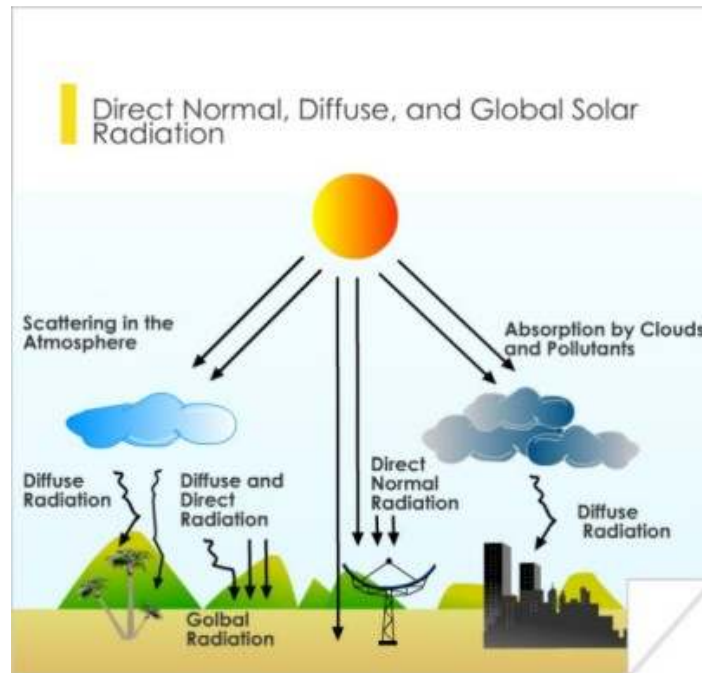 Direct Normal, Diffuse, and Global Solar
Radiation
Scattering in the
Atmosphere
Absorption by Clouds
and Pollutants
Diffuse
Radiation
Diffuse and
Direct
Radiation
Direct
Normal
Radiation
Diffuse
Radiation
Golbal
Radiation